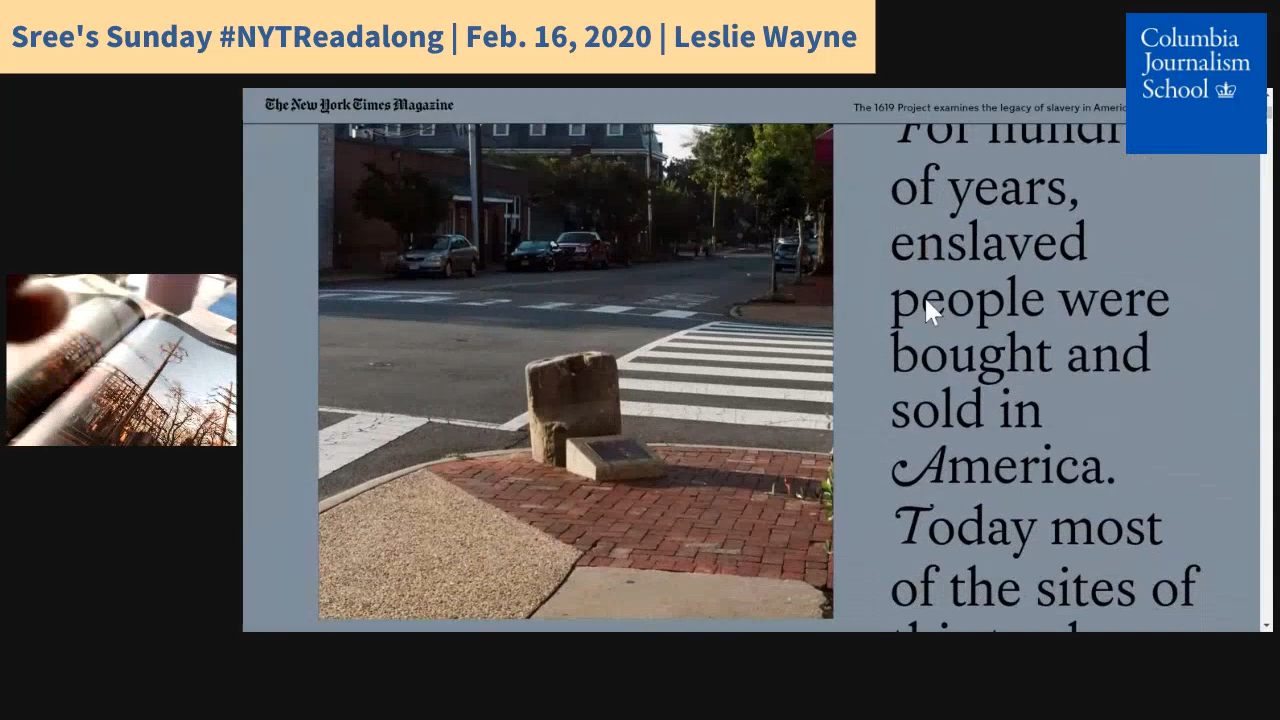 Sree's Sunday #NYTReadalong | Feb. 16, 2020 | Leslie Wayne
Columbia
Journalism
School
The New York Times Magazine
The 1619 Project examines the legacy of slavery in
For
of years,
enslaved
people were
bought and
sold in
America.
Today most
of the sites of